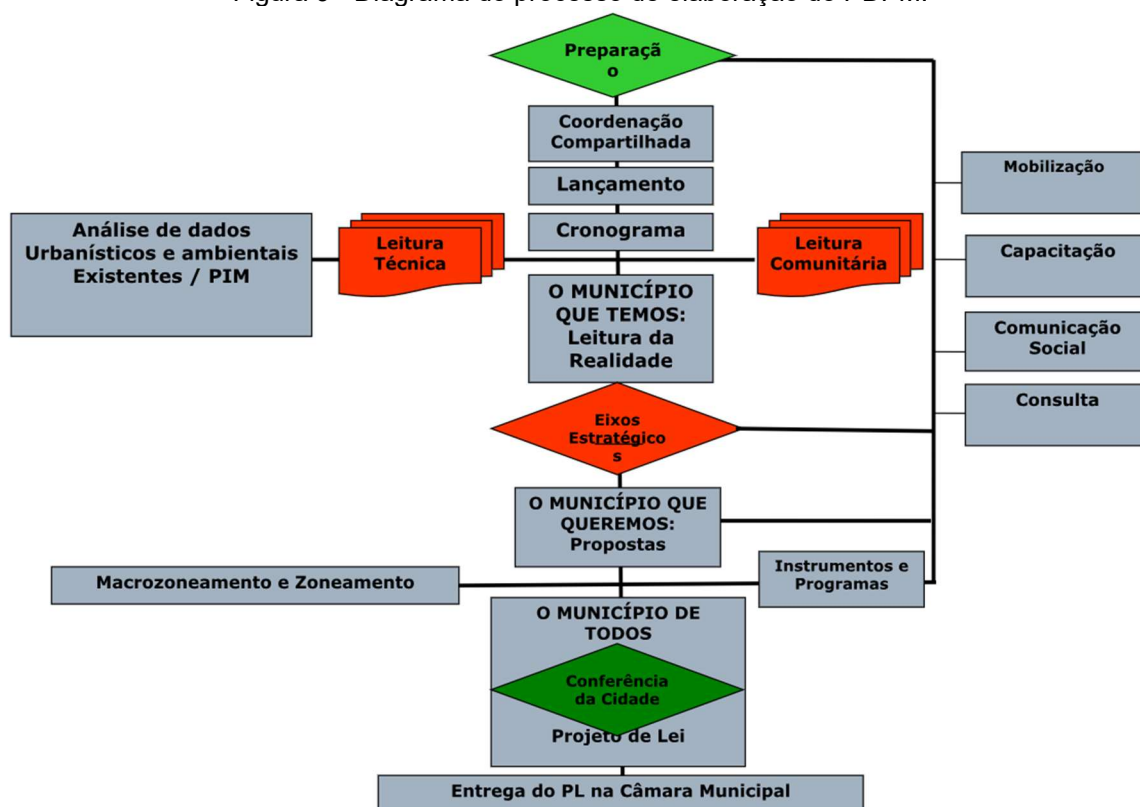 Preparaçã
o
Coordenação
Compartilhada
Mobilização
Lançamento
Análise de dados
Urbanísticos e ambientais
Existentes / PIM
Leitura
Técnica
Cronograma
Leitura
Comunitária
Capacitação
O MUNICÍPIO
QUE TEMOS:
Leitura da
Realidade
Comunicação
Social
Consulta
Eixos
Estratégico
s
O MUNICÍPIO QUE
QUEREMOS:
Propostas
Macrozoneamento e Zoneamento
Instrumentos e
Programas
O MUNICÍPIO DE
TODOS
Conferência
da Cidade
Projeto de Lei
Entrega do PL na Câmara Municipal